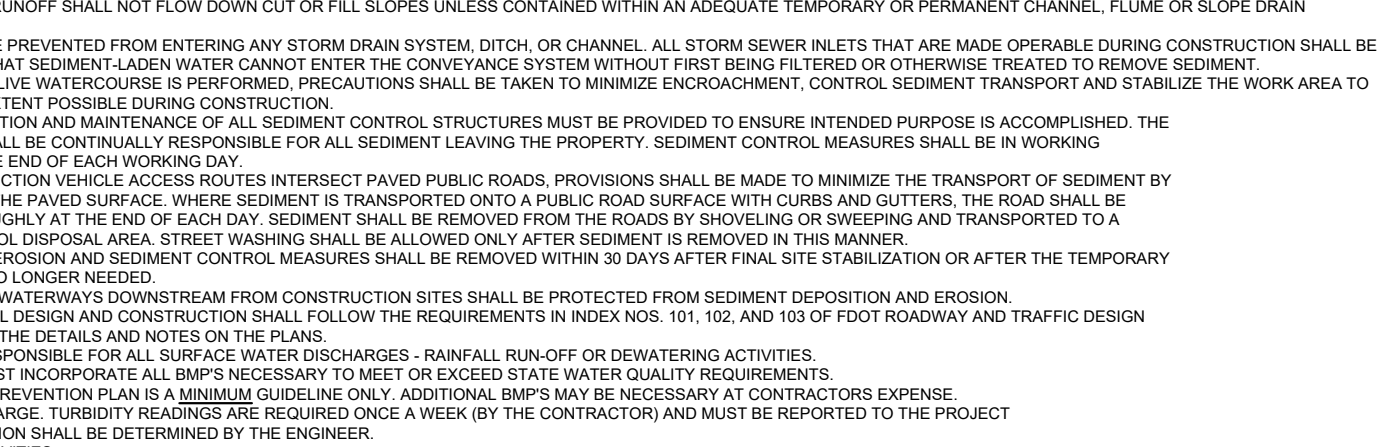 RUNOFF SHALL NOT FLOW DOWN CUT OR FILL SLOPES UNLESS CONTAINED WITHIN AN ADEQUATE TEMPORARY OR PERMANENT CHANNEL, FLUME OR SLOPE DRAIN
PREVENTED FROM ENTERING ANY STORM DRAIN SYSTEM, DITCH, OR CHANNEL. ALL STORM SEWER INLETS THAT ARE MADE OPERABLE DURING CONSTRUCTION SHALL BE
HAT SEDIMENT-LADEN WATER CANNOT ENTER THE CONVEYANCE SYSTEM WITHOUT FIRST BEING FILTERED OR OTHERWISE TREATED TO REMOVE SEDIMENT.
LIVE WATERCOURSE IS PERFORMED, PRECAUTIONS SHALL BE TAKEN TO MINIMIZE ENCROACHMENT, CONTROL SEDIMENT TRANSPORT AND STABILIZE THE WORK AREA TO
TENT POSSIBLE DURING CONSTRUCTION.
TION AND MAINTENANCE OF ALL SEDIMENT CONTROL STRUCTURES MUST BE PROVIDED TO ENSURE INTENDED PURPOSE IS ACCOMPLISHED. THE
ALL BE CONTINUALLY RESPONSIBLE FOR ALL SEDIMENT LEAVING THE PROPERTY. SEDIMENT CONTROL MEASURES SHALL BE IN WORKING
E END OF EACH WORKING DAY.
CTION VEHICLE ACCESS ROUTES INTERSECT PAVED PUBLIC ROADS, PROVISIONS SHALL BE MADE TO MINIMIZE THE TRANSPORT OF SEDIMENT BY
HE PAVED SURFACE. WHERE SEDIMENT IS TRANSPORTED ONTO A PUBLIC ROAD SURFACE WITH CURBS AND GUTTERS, THE ROAD SHALL BE
UGHLY AT THE END OF EACH DAY. SEDIMENT SHALL BE REMOVED FROM THE ROADS BY SHOVELING OR SWEEPING AND TRANSPORTED TO A
OL DISPOSAL AREA. STREET WASHING SHALL BE ALLOWED ONLY AFTER SEDIMENT IS REMOVED IN THIS MANNER.
EROSION AND SEDIMENT CONTROL MEASURES SHALL BE REMOVED WITHIN 30 DAYS AFTER FINAL SITE STABILIZATION OR AFTER THE TEMPORARY
O LONGER NEEDED.
WATERWAYS DOWNSTREAM FROM CONSTRUCTION SITES SHALL BE PROTECTED FROM SEDIMENT DEPOSITION AND EROSION.
L DESIGN AND CONSTRUCTION SHALL FOLLOW THE REQUIREMENTS IN INDEX NOS. 101, 102, AND 103 OF FDOT ROADWAY AND TRAFFIC DESIGN
THE DETAILS AND NOTES ON THE PLANS.
SPONSIBLE FOR ALL SURFACE WATER DISCHARGES - RAINFALL RUN-OFF OR DEWATERING ACTIVITIES.
ST INCORPORATE ALL BMP'S NECESSARY TO MEET OR EXCEED STATE WATER QUALITY REQUIREMENTS.
REVENTION PLAN IS A MINIMUM GUIDELINE ONLY. ADDITIONAL BMP'S MAY BE NECESSARY AT CONTRACTORS EXPENSE.
ARGE. TURBIDITY READINGS ARE REQUIRED ONCE A WEEK (BY THE CONTRACTOR) AND MUST BE REPORTED TO THE PROJECT
ION SHALL BE DETERMINED BY THE ENGINEER.